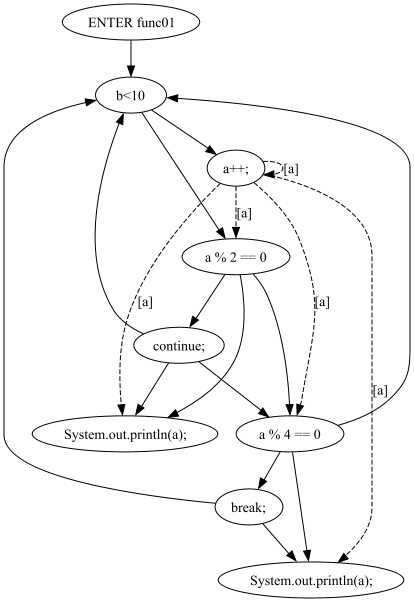 ENTER func01
b<10
a++;
[a]
[a]
a % 2 == 0
[a]
[a]
continue;
[a]
System.out.println(a);
a % 4 == 0
break;
System.out.println(a);